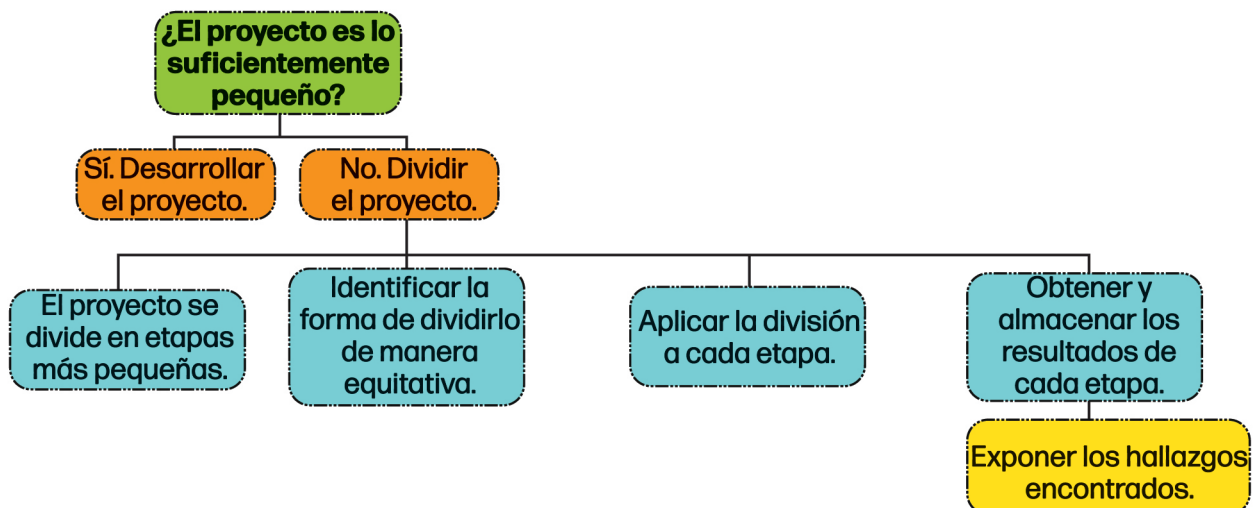 ¿El proyecto es lo
suficientemente
pequeño?
Sí. Desarrollar
el proyecto.
No. Dividir
el proyecto.
El proyecto se
divide en etapas
más pequeñas.
Identificar la
forma de dividirlo
de manera
equitativa.
Aplicar la división
a cada etapa.
Obtener y
almacenar los
resultados de
cada etapa.
Exponer los hallazgos
encontrados.